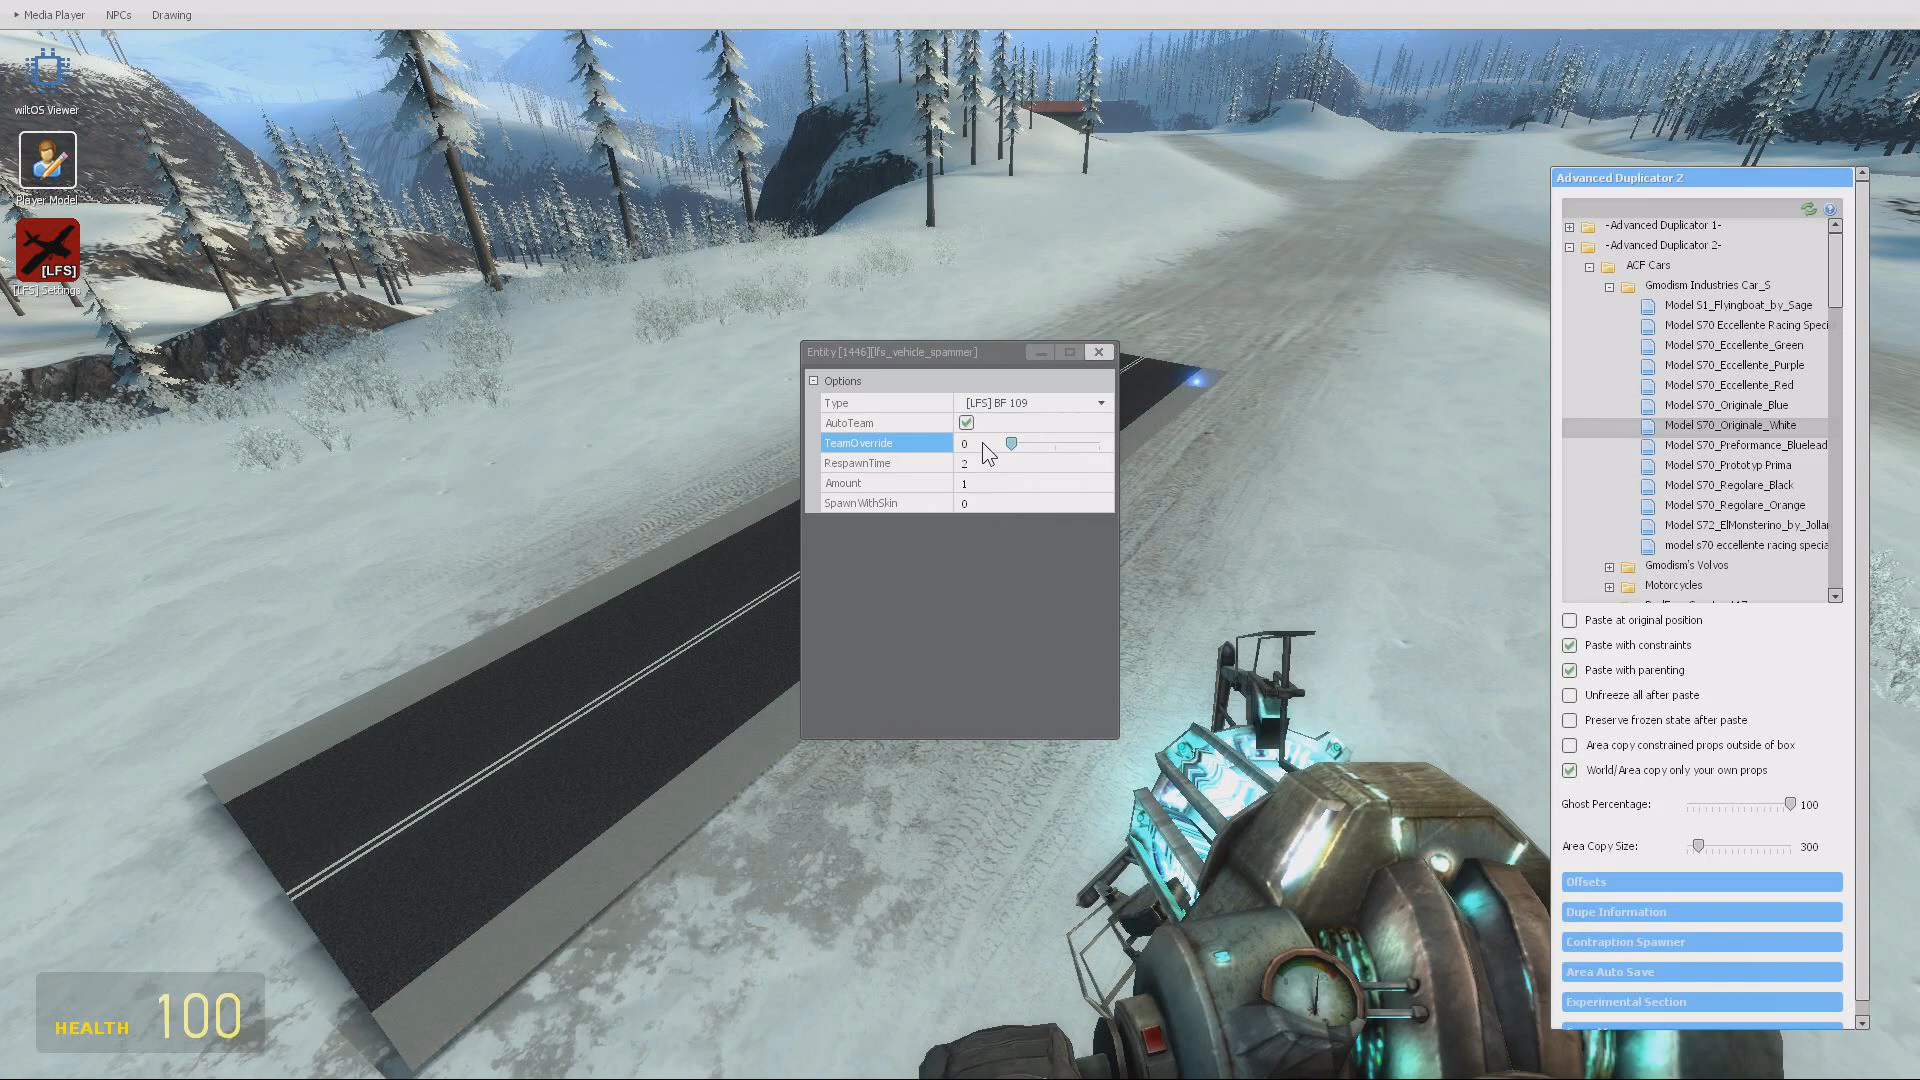 Media Player NPCs Drawing
wiltOS Viewer
Player Model
[LFS]
[LFS] Settings
Entity [1446][lfs_vehicle_spammer]
Options
Type [LFS] BF 109
AutoTeam
TeamOverride 0
RespawnTime 2
Amount 1
SpawnWithSkin 0
Advanced Duplicator 2
-Advanced Duplicator 1-
-Advanced Duplicator 2-
ACF Cars
Gmodism Industries Car_S
Model S1_Flyingboat_by_Sage
Model S70 Eccellente Racing Speci
Model S70_Eccellente_Green
Model S70_Eccellente_Purple
Model S70_Eccellente_Red
Model S70_Originale_Blue
Model S70_Originale_White
Model S70_Preformance_Bluelead
Model S70_Prototyp Prima
Model S70_Regolare_Black
Model S70_Regolare_Orange
Model S72_ElMonsterino_by_Jollar
model s70 eccellente racing specia
Gmodism's Volvos
Motorcycles
Paste at original position
Paste with constraints
Paste with parenting
Unfreeze all after paste
Preserve frozen state after paste
Area copy constrained props outside of box
World/Area copy only your own props
Ghost Percentage: 100
Area Copy Size: 300
Offsets
Dupe Information
Contraption Spawner
Area Auto Save
Experimental Section
HEALTH 100